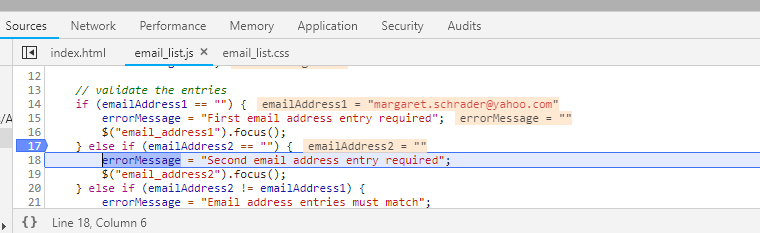 Sources Network Performance Memory Application Security Audits
index.html email_list.js × email_list.css
12
13 // validate the entries
14 if (emailAddress1 == "") { emailAddress1 = "margaret.schrader@yahoo.com"
15 errorMessage = "First email address entry required"; errorMessage = ""
16 $("email_address1").focus();
17 } else if (emailAddress2 == "") { emailAddress2 = ""
18 errorMessage = "Second email address entry required";
19 $("email_address2").focus();
20 } else if (emailAddress2 != emailAddress1) {
21 errorMessage = "Email address entries must match";
{} Line 18, Column 6